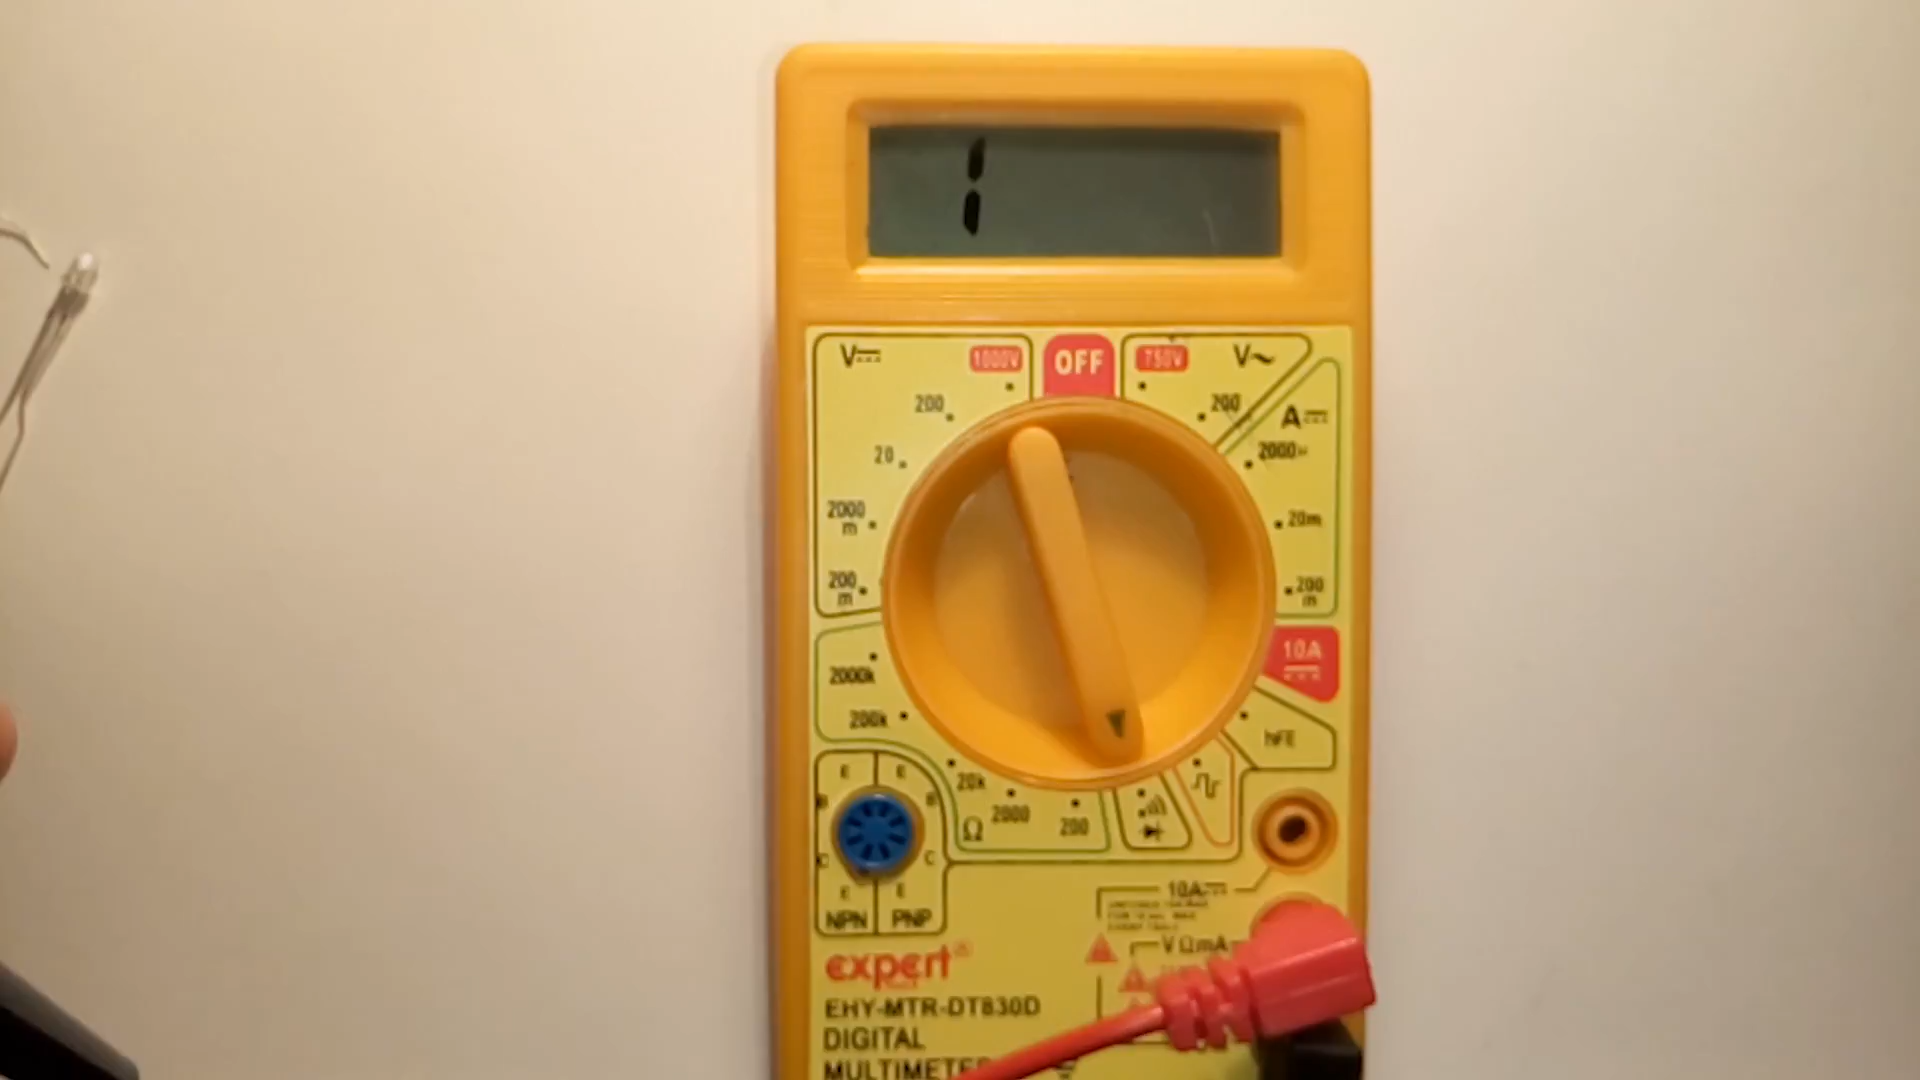 1
V 1000V OFF 750V V~
200 200 A
20 2000µ
2000
m 20m
200
m 200
m
10A
2000k
200k hFE
20k
Ω 2000 200
E E
B B
C C
E E
NPN PNP
10A
VΩmA
expert
EHY-MTR-DT830D
DIGITAL
MULTIMETER